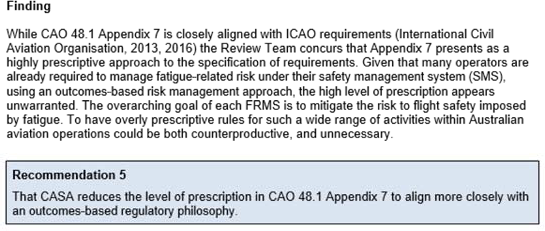 Finding
While CAO 48.1 Appendix 7 is closely aligned with ICAO requirements (International Civil
Aviation Organisation, 2013, 2016) the Review Team concurs that Appendix 7 presents as a
highly prescriptive approach to the specification of requirements. Given that many operators are
already required to manage fatigue-related risk under their safety management system (SMS),
using an outcomes-based risk management approach, the high level of prescription appears
unwarranted. The overarching goal of each FRMS is to mitigate the risk to flight safety imposed
by fatigue. To have overly prescriptive rules for such a wide range of activities within Australian
aviation operations could be both counterproductive, and unnecessary.
Recommendation 5
That CASA reduces the level of prescription in CAO 48.1 Appendix 7 to align more closely with
an outcomes-based regulatory philosophy.